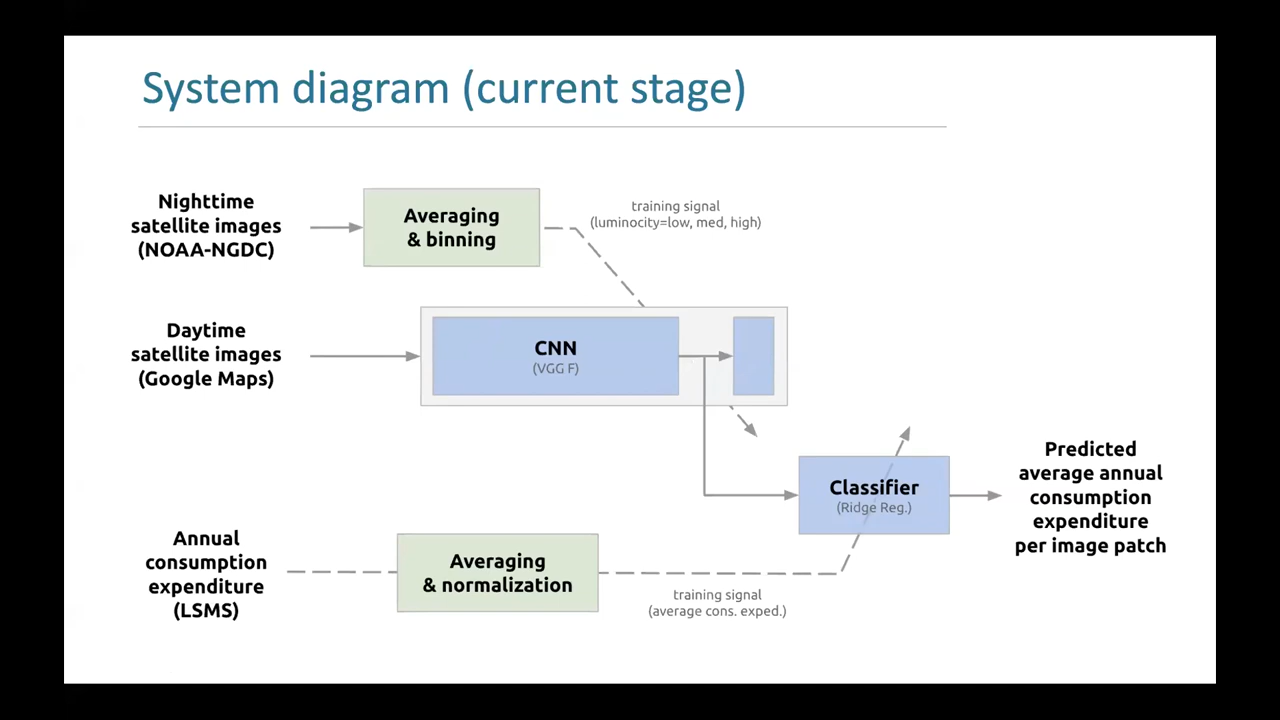 System diagram (current stage)
Nighttime
satellite images
(NOAA-NGDC)
Averaging
& binning
training signal
(luminocity=low, med, high)
Daytime
satellite images
(Google Maps)
CNN
(VGG F)
Classifier
(Ridge Reg.)
Predicted
average annual
consumption
expenditure
per image patch
Annual
consumption
expenditure
(LSMS)
Averaging
& normalization
training signal
(average cons. exped.)